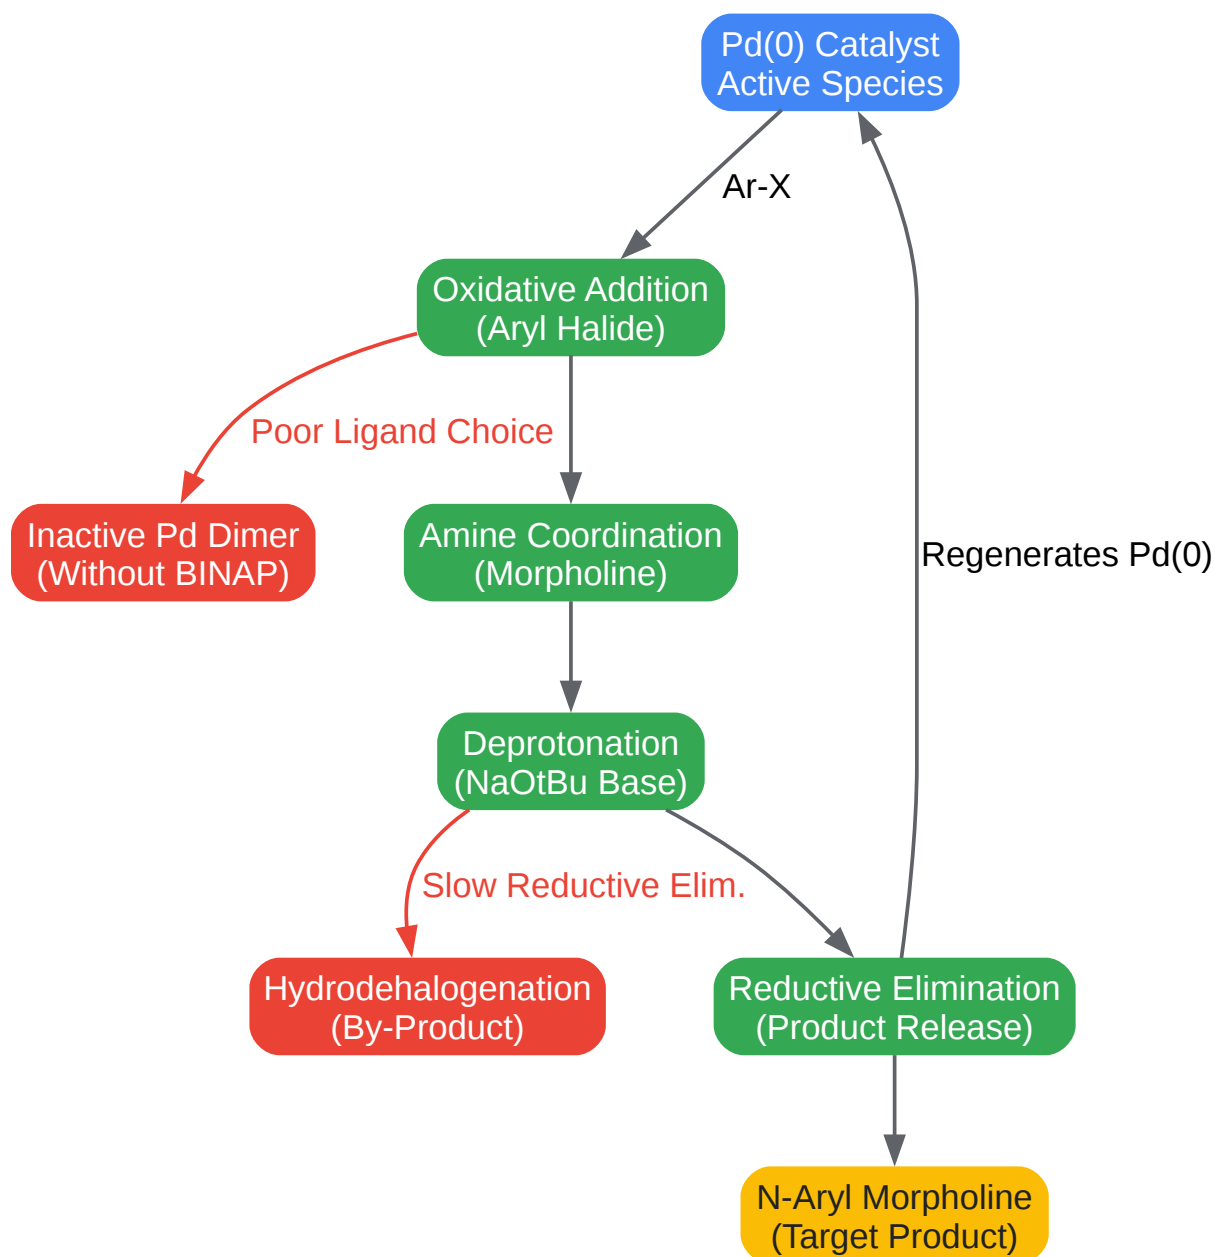 Pd(0) Catalyst
Active Species
Ar-X
Oxidative Addition
(Aryl Halide)
Poor Ligand Choice
Inactive Pd Dimer
(Without BINAP)
Amine Coordination
(Morpholine)
Regenerates Pd(0)
Deprotonation
(NaOtBu Base)
Slow Reductive Elim.
Hydrodehalogenation
(By-Product)
Reductive Elimination
(Product Release)
N-Aryl Morpholine
(Target Product)